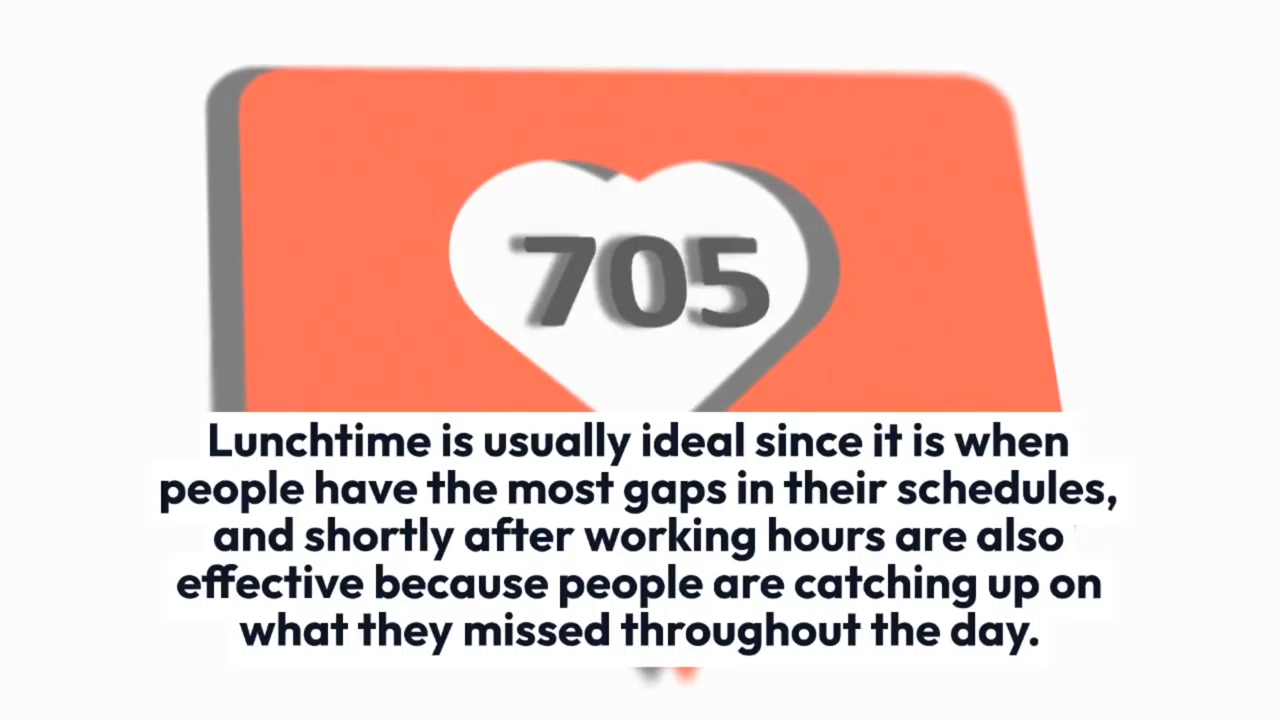 705
Lunchtime is usually ideal since it is when
people have the most gaps in their schedules,
and shortly after working hours are also
effective because people are catching up on
what they missed throughout the day.